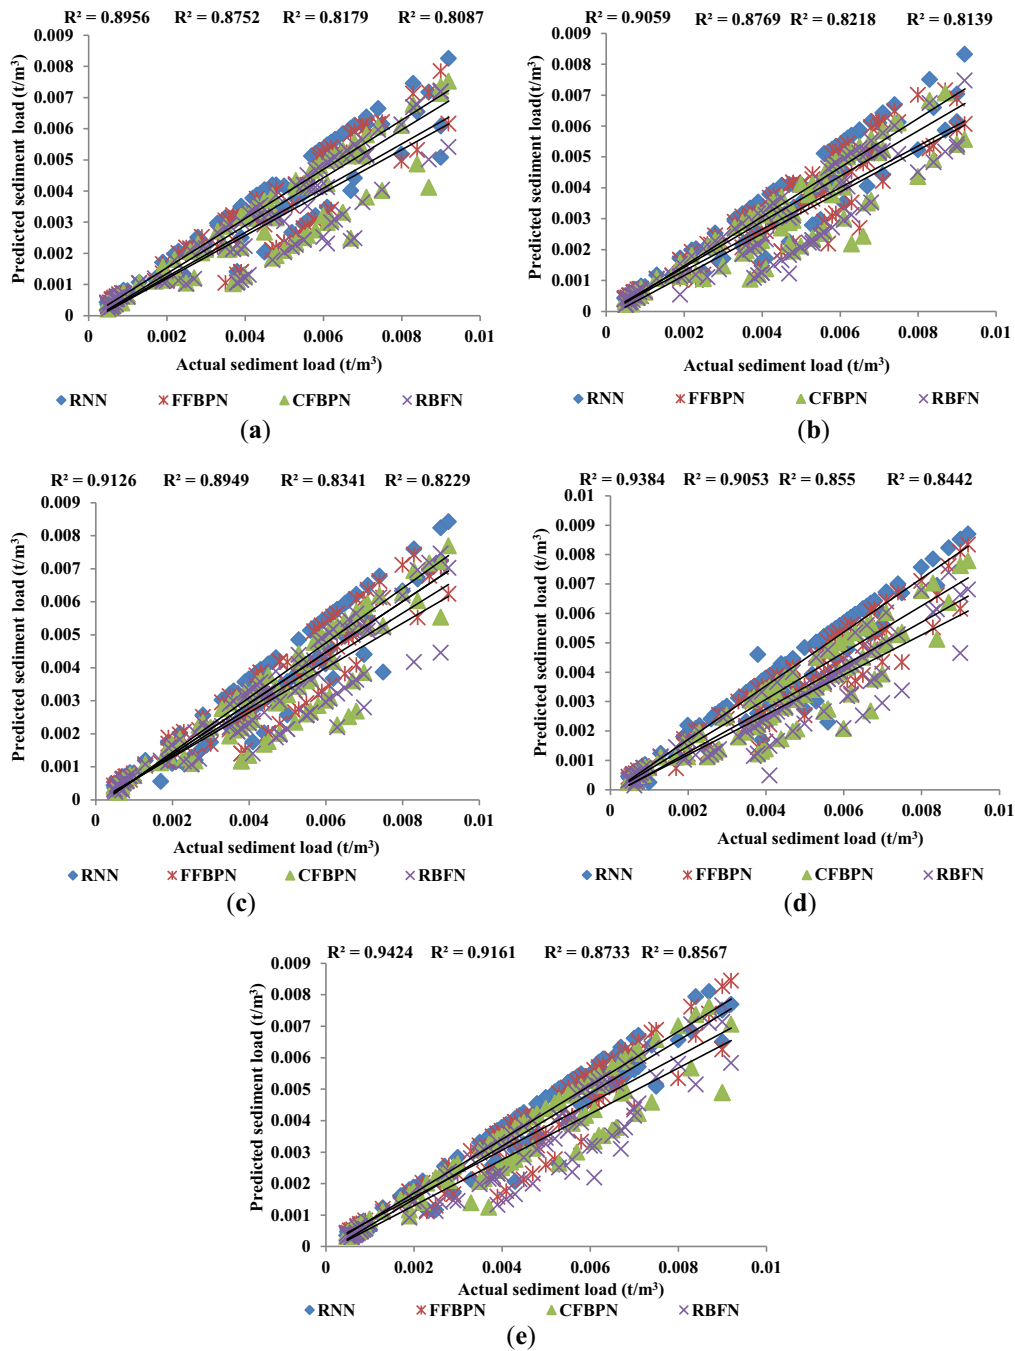 R² = 0.8956 R² = 0.8752 R² = 0.8179 R² = 0.8087
Predicted sediment load (t/m³)
0.009
0.008
0.007
0.006
0.005
0.004
0.003
0.002
0.001
0
0 0.002 0.004 0.006 0.008 0.01
Actual sediment load (t/m³)
RNN FFBPN CFBPN RBFN
(a)
R² = 0.9059 R² = 0.8769 R² = 0.8218 R² = 0.8139
Predicted sediment load(t/m³)
0.009
0.008
0.007
0.006
0.005
0.004
0.003
0.002
0.001
0
0 0.002 0.004 0.006 0.008 0.01
Actual sediment load (t/m³)
RNN FFBPN CFBPN RBFN
(b)
R² = 0.9126 R² = 0.8949 R² = 0.8341 R² = 0.8229
Predicted sediment load (t/m³)
0.009
0.008
0.007
0.006
0.005
0.004
0.003
0.002
0.001
0
0 0.002 0.004 0.006 0.008 0.01
Actual sediment load (t/m³)
RNN FFBPN CFBPN RBFN
(c)
R² = 0.9384 R² = 0.9053 R² = 0.855 R² = 0.8442
Predicted sediment load (t/m³)
0.01
0.009
0.008
0.007
0.006
0.005
0.004
0.003
0.002
0.001
0
0 0.002 0.004 0.006 0.008 0.01
Actual sediment load (t/m³)
RNN FFBPN CFBPN RBFN
(d)
R² = 0.9424 R² = 0.9161 R² = 0.8733 R² = 0.8567
Predicted sediment load (t/m³)
0.009
0.008
0.007
0.006
0.005
0.004
0.003
0.002
0.001
0
0 0.002 0.004 0.006 0.008 0.01
Actual sediment load (t/m³)
RNN FFBPN CFBPN RBFN
(e)